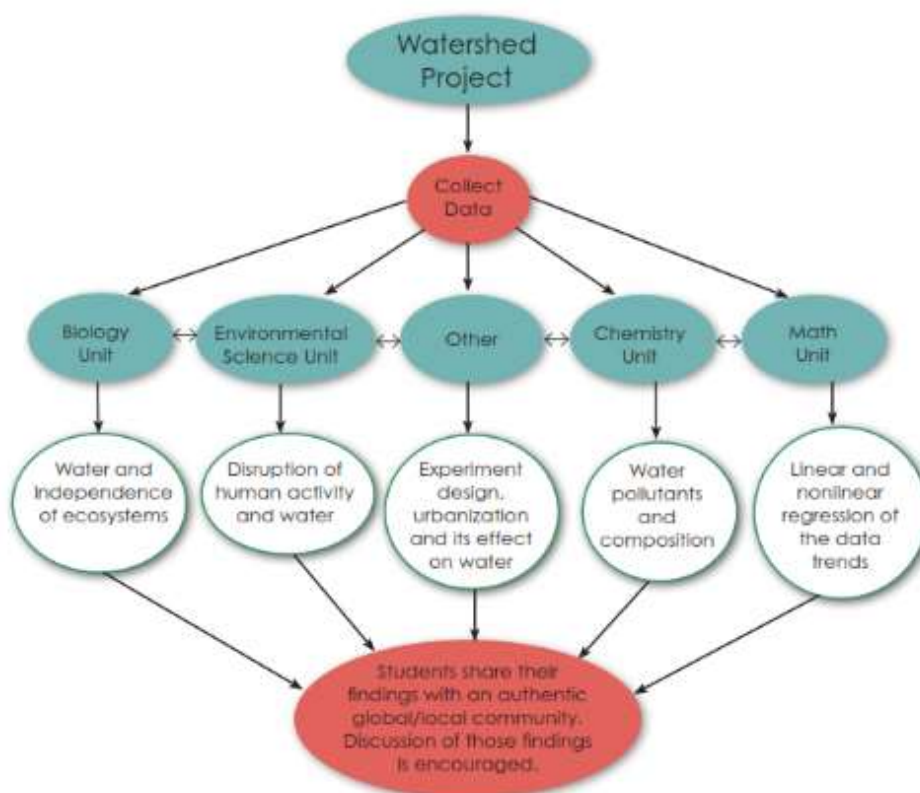 Watershed
Project
Collect
Data
Biology
Unit
Environmental
Science Unit
Other
Chemistry
Unit
Math
Unit
Water and
Independence
of ecosystems
Disruption of
human activity
and water
Experiment
design,
urbanization
and its effect
on water
Water
pollutants
and
composition
Linear and
nonlinear
regression of
the data
trends
Students share their
findings with an authentic
global/local community.
Discussion of those findings
is encouraged.